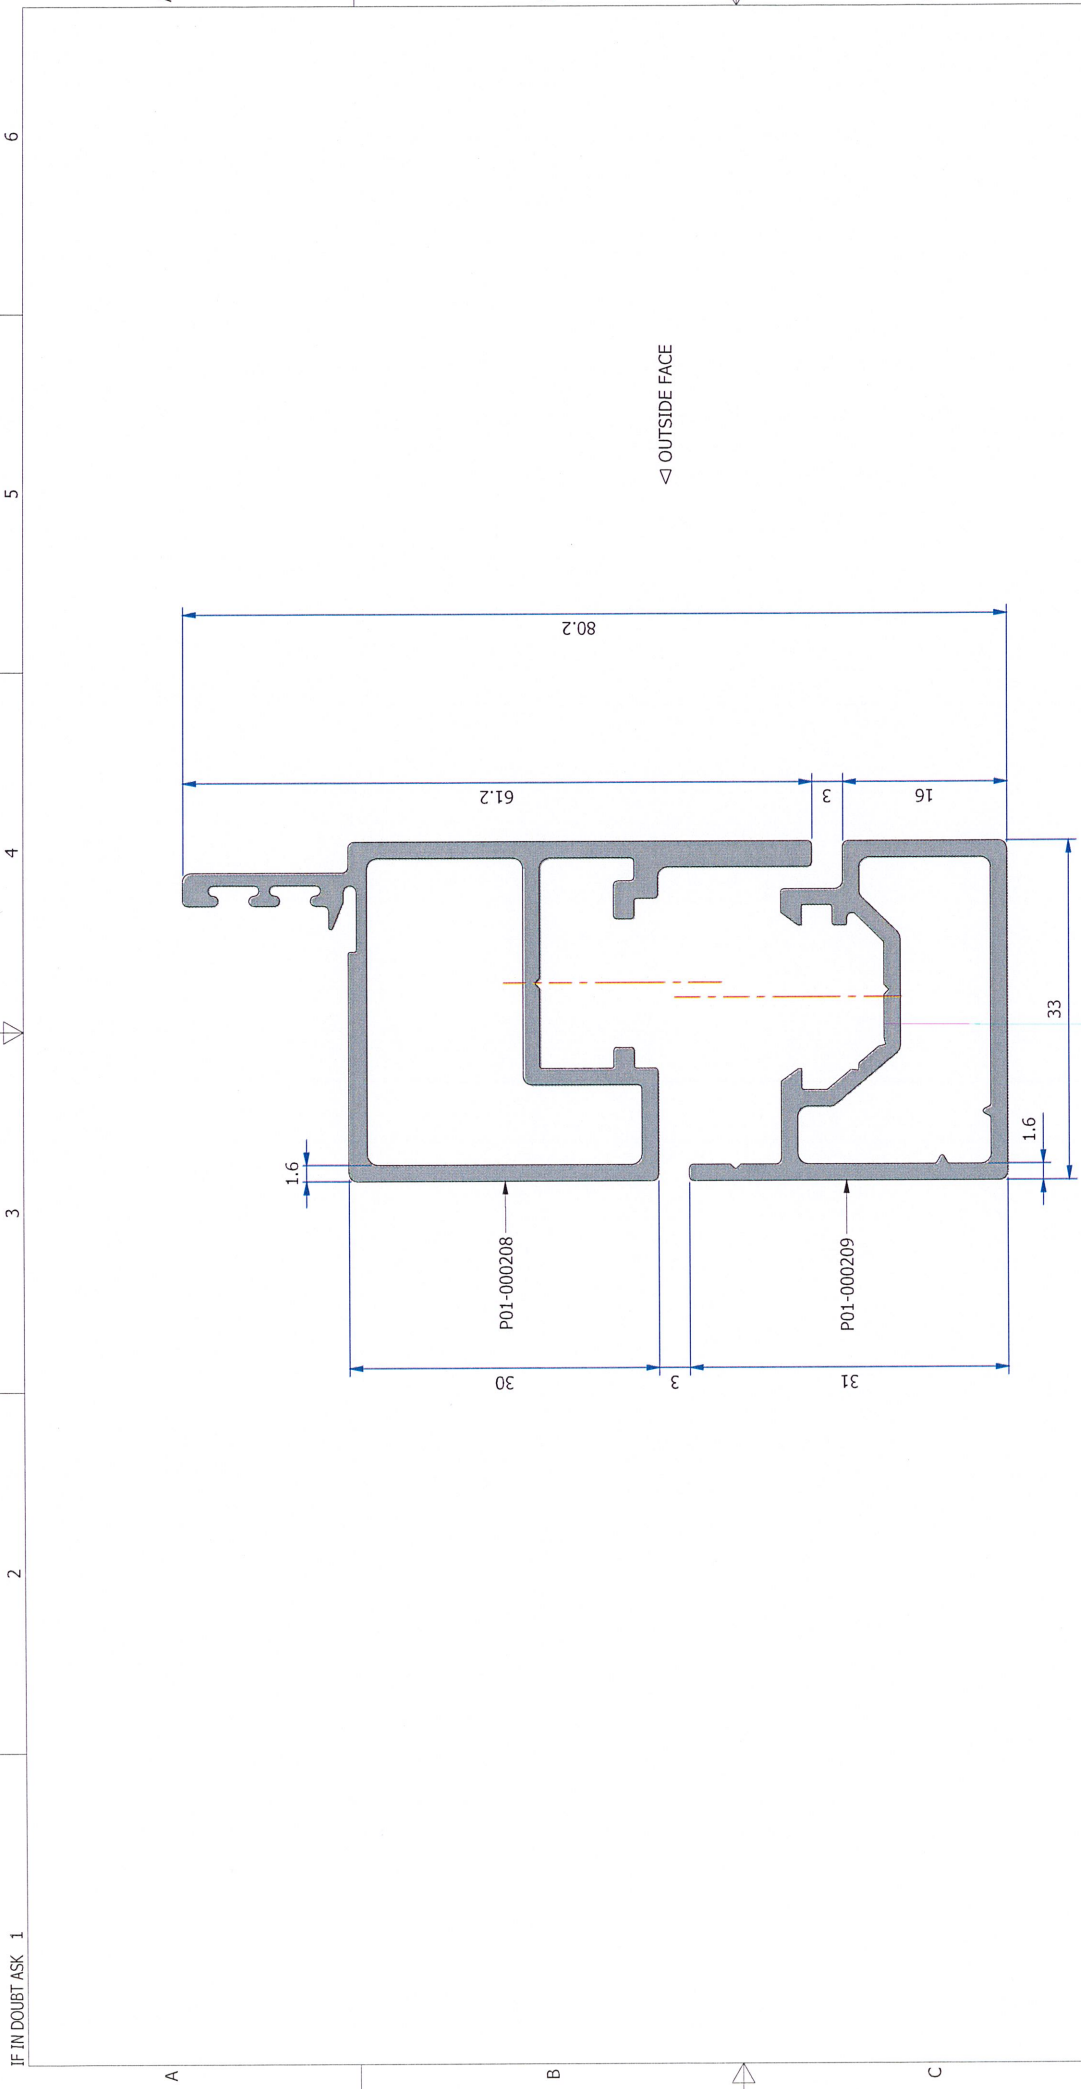 IF IN DOUBT ASK 1
2
3
4
5
6
A
B
C
80.2
61.2
3
16
◁ OUTSIDE FACE
1.6
P01-000208
P01-000209
30
3
31
1.6
33